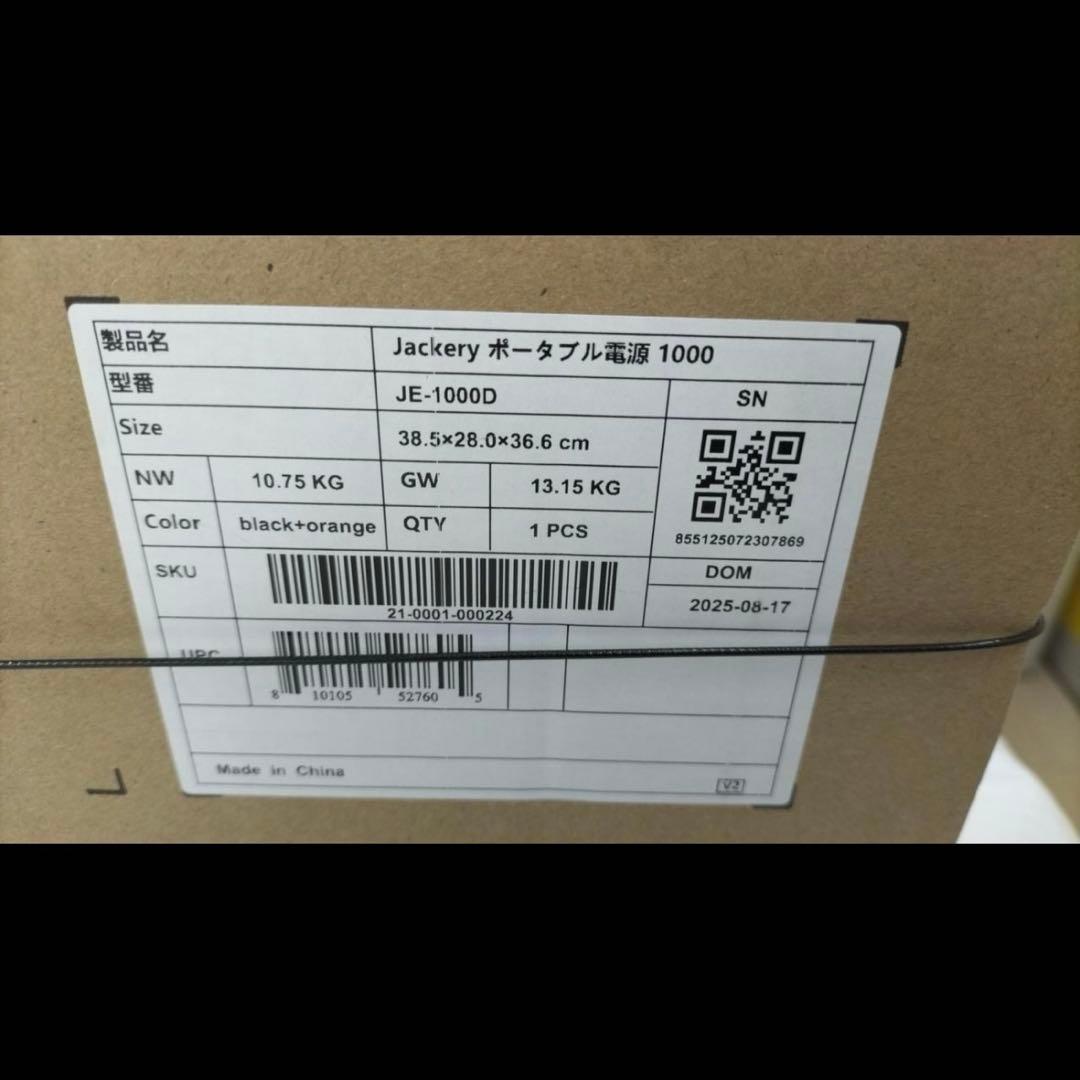 製品名 Jackery ポータブル電源 1000
型番 JE-1000D SN
Size 38.5×28.0×36.6 cm
NW 10.75 KG GW 13.15 KG
Color black+orange QTY 1 PCS
855125072307869
SKU DOM
21-0001-000224 2025-08-17
UPC
8 10105 52760 5
Made in China
V2